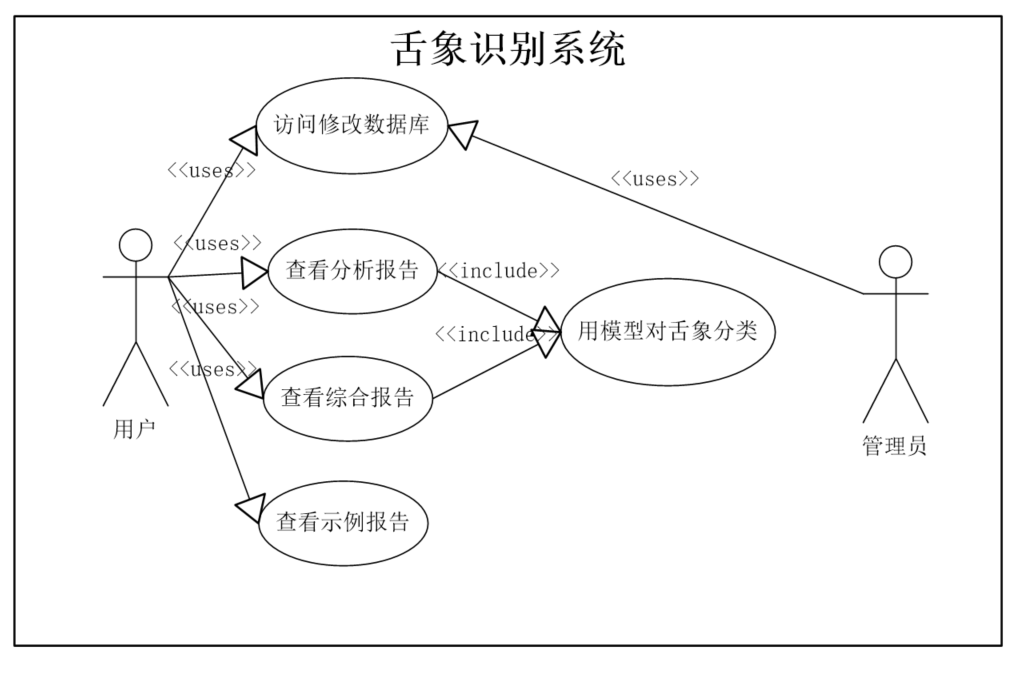 舌象识别系统
访问修改数据库
<<uses>>
<<uses>>
<<uses>>
查看分析报告
<<include>>
<<uses>>
<<include>>
用模型对舌象分类
<<uses>>
查看综合报告
用户
管理员
查看示例报告